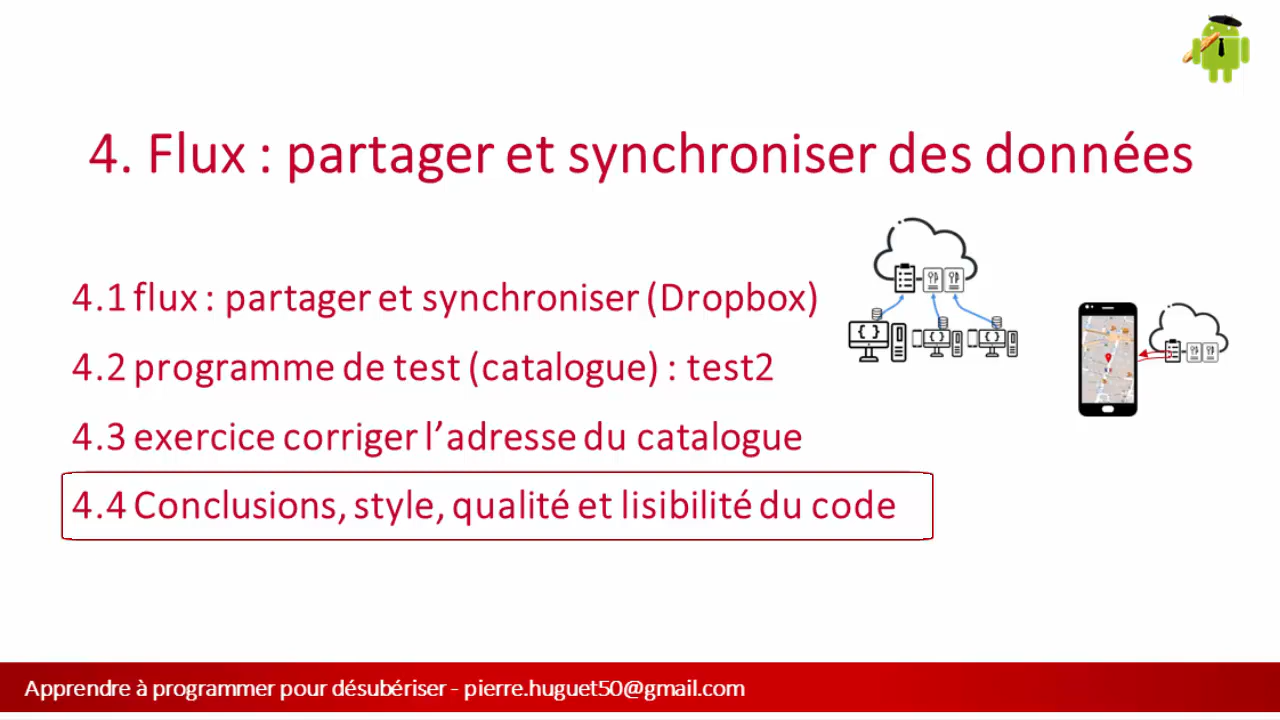 4. Flux : partager et synchroniser des données
4.1 flux : partager et synchroniser (Dropbox)
4.2 programme de test (catalogue) : test2
4.3 exercice corriger l’adresse du catalogue
4.4 Conclusions, style, qualité et lisibilité du code
Apprendre à programmer pour désubériser - pierre.huguet50@gmail.com